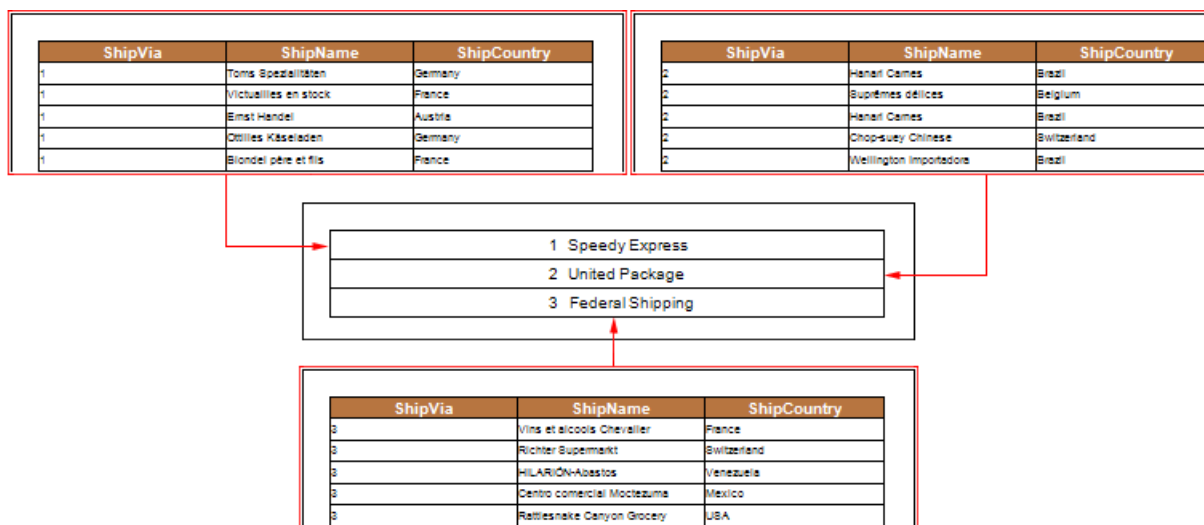 ShipVia ShipName ShipCountry
1 Toms Spezialitäten Germany
1 Victuailles en stock France
1 Ernst Handel Austria
1 Ottilies Käseladen Germany
1 Blondel père et fils France
ShipVia ShipName ShipCountry
2 Hanari Carnes Brazil
2 Suprêmes délices Belgium
2 Hanari Carnes Brazil
2 Chop-suey Chinese Switzerland
2 Wellington Importadora Brazil
1 Speedy Express
2 United Package
3 Federal Shipping
ShipVia ShipName ShipCountry
3 Vins et alcools Chevalier France
3 Richter Supermarkt Switzerland
3 HILARIÓN-Abastos Venezuela
3 Centro comercial Moctezuma Mexico
3 Rattlesnake Canyon Grocery USA